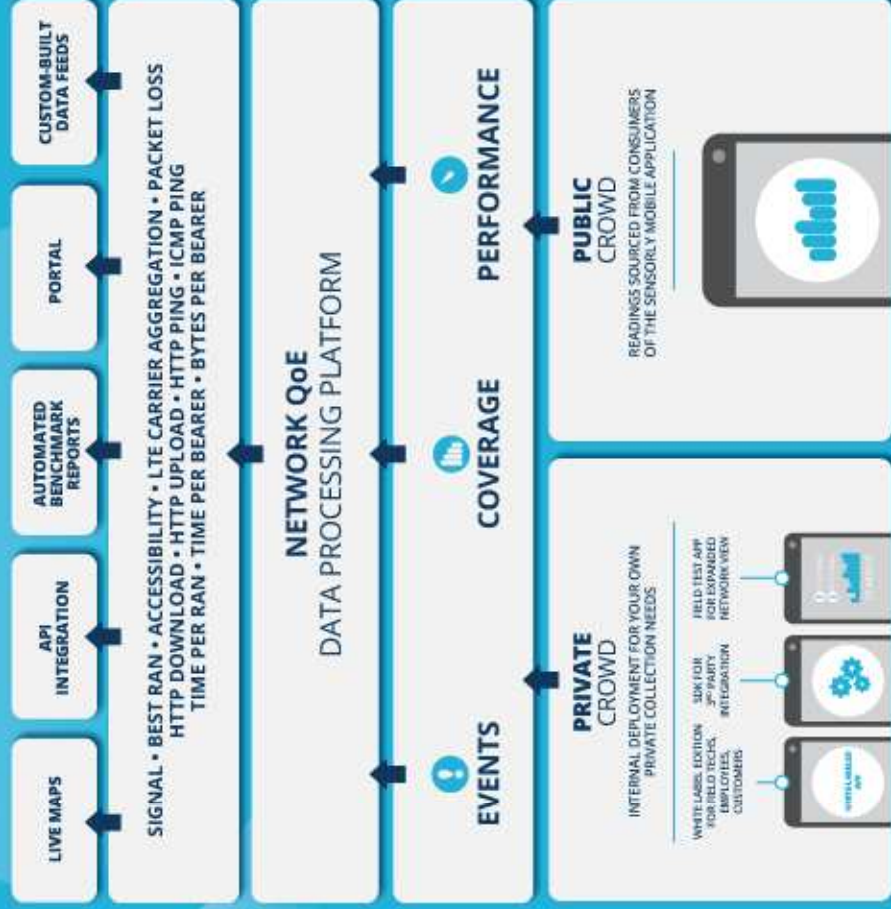 LIVE MAPS
API
INTEGRATION
AUTOMATED
BENCHMARK
REPORTS
PORTAL
CUSTOM-BUILT
DATA FEEDS
SIGNAL • BEST RAN • ACCESSIBILITY • LTE CARRIER AGGREGATION • PACKET LOSS
HTTP DOWNLOAD • HTTP UPLOAD • HTTP PING • ICMP PING
TIME PER RAN • TIME PER BEARER • BYTES PER BEARER
NETWORK QoE
DATA PROCESSING PLATFORM
EVENTS
COVERAGE
PERFORMANCE
PRIVATE
CROWD
INTERNAL DEPLOYMENT FOR YOUR OWN
PRIVATE COLLECTION NEEDS
WHITE LABEL EDITION
FOR FIELD TECHS,
EMPLOYEES,
CUSTOMERS
SDK FOR
3RD PARTY
INTEGRATION
FIELD TEST APP
FOR EXPANDED
NETWORK VIEW
WHITE-LABELED
APP
PUBLIC
CROWD
READINGS SOURCED FROM CONSUMERS
OF THE SENSORLY MOBILE APPLICATION